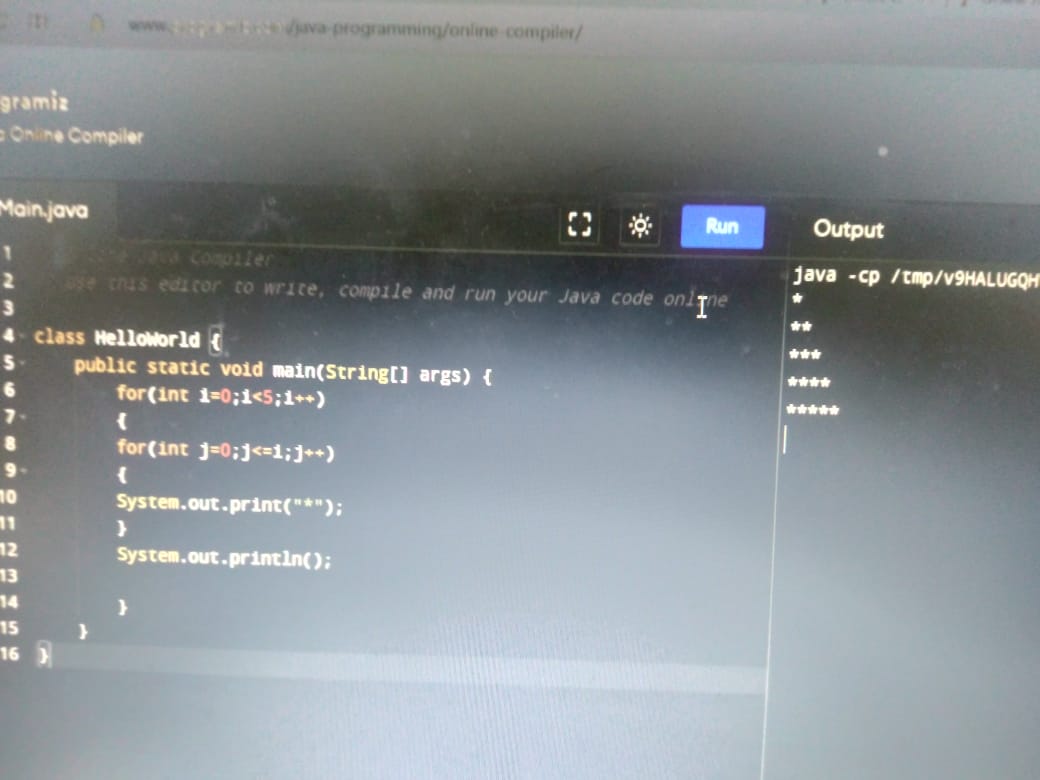 www. /java-programming/online-compiler/
gramiz
Online Compiler
Main.java
Run
Output
1 Java Compiler
2 use this editor to write, compile and run your Java code online
3
4 class HelloWorld {
5 public static void main(String[] args) {
6 for(int i=0;i<5;i++)
7 {
8 for(int j=0;j<=i;j++)
9 {
10 System.out.print("*");
11 }
12 System.out.println();
13
14 }
15 }
16 }
java -cp /tmp/v9HALUGQH
*
**
***
****
*****